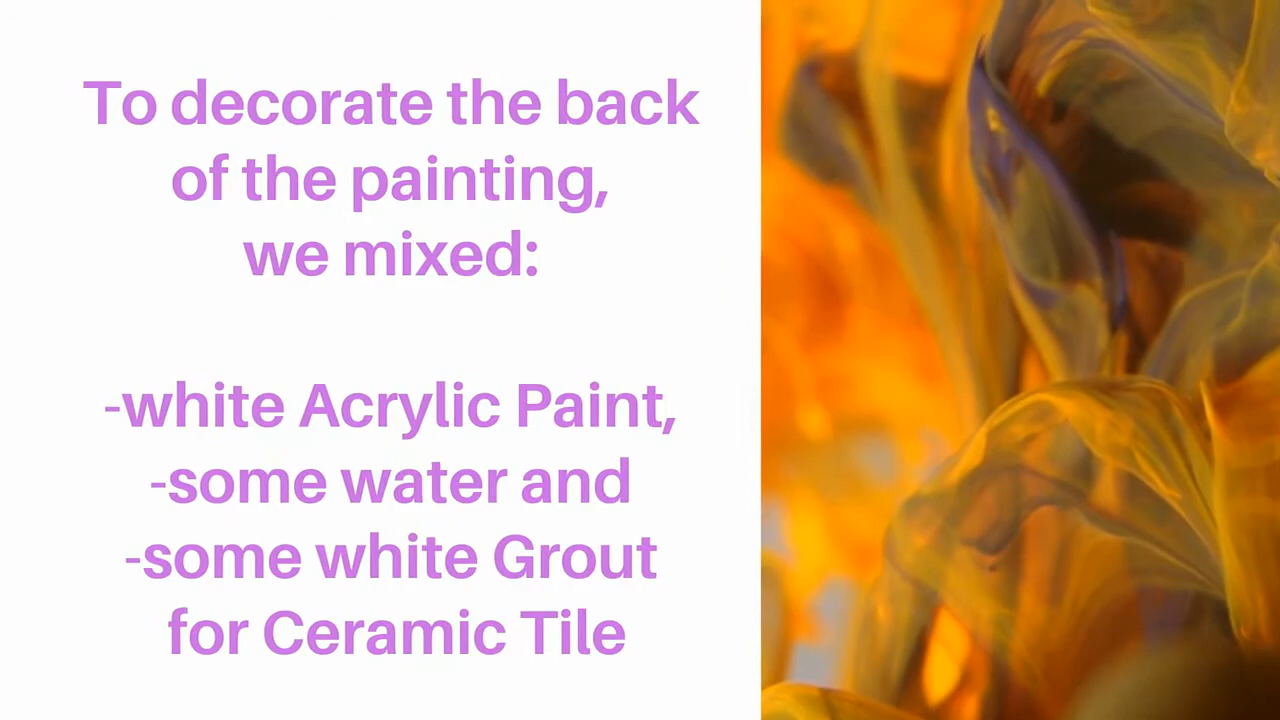 To decorate the back
of the painting,
we mixed:
-white Acrylic Paint,
-some water and
-some white Grout
for Ceramic Tile